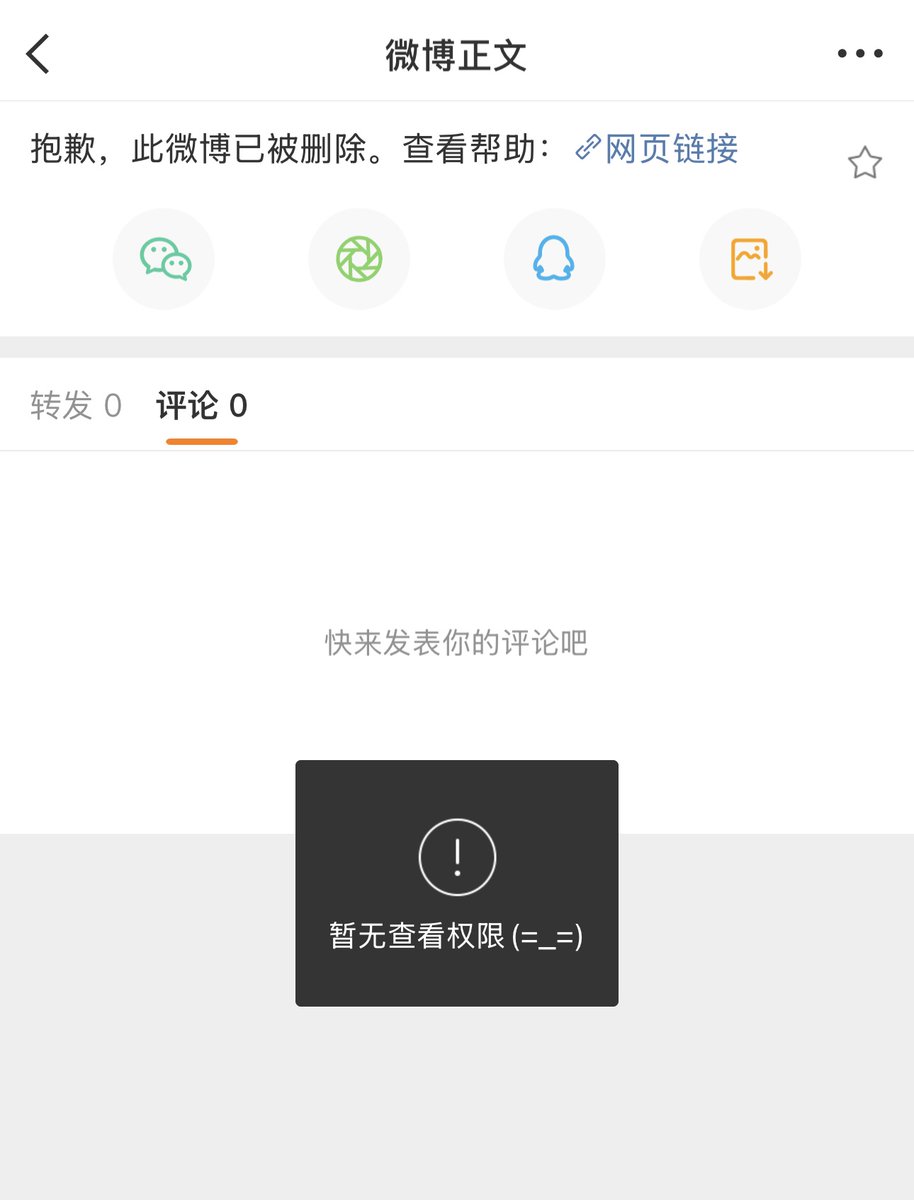 微博正文
抱歉，此微博已被删除。查看帮助：网页链接
转发 0 评论 0
快来发表你的评论吧
暂无查看权限(=_=)